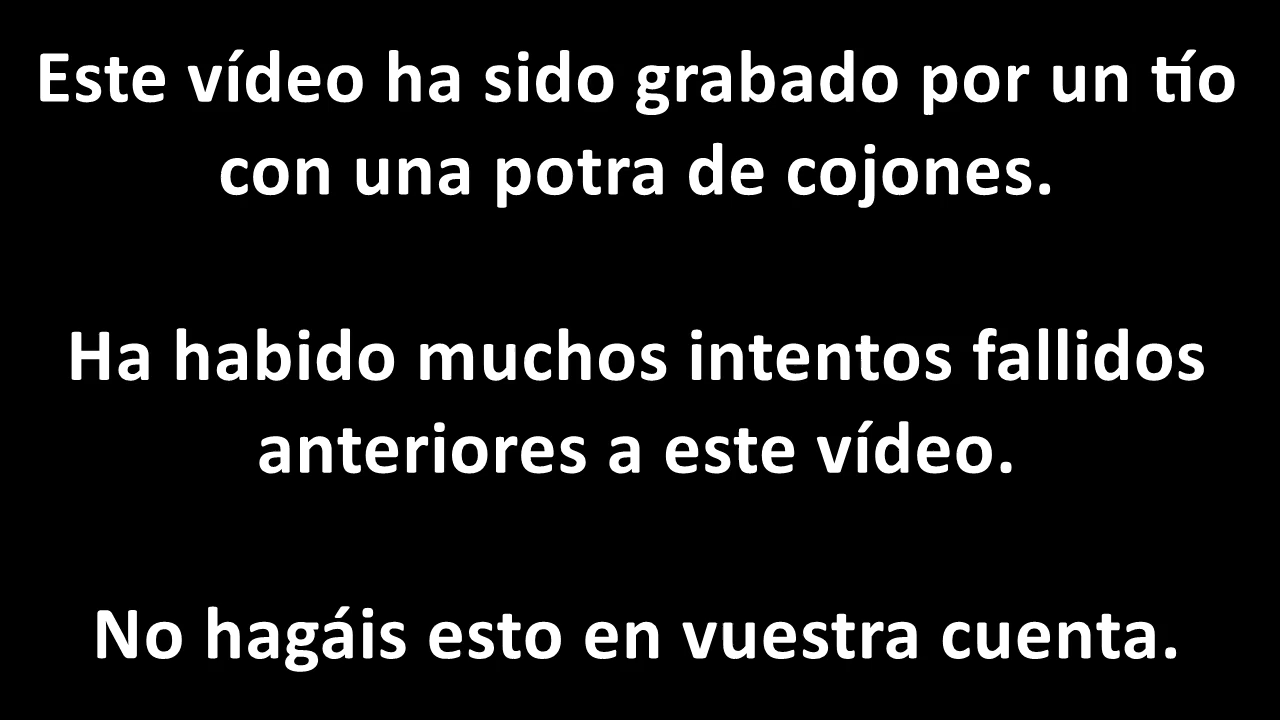 Este vídeo ha sido grabado por un tío
con una potra de cojones.
Ha habido muchos intentos fallidos
anteriores a este vídeo.
No hagáis esto en vuestra cuenta.